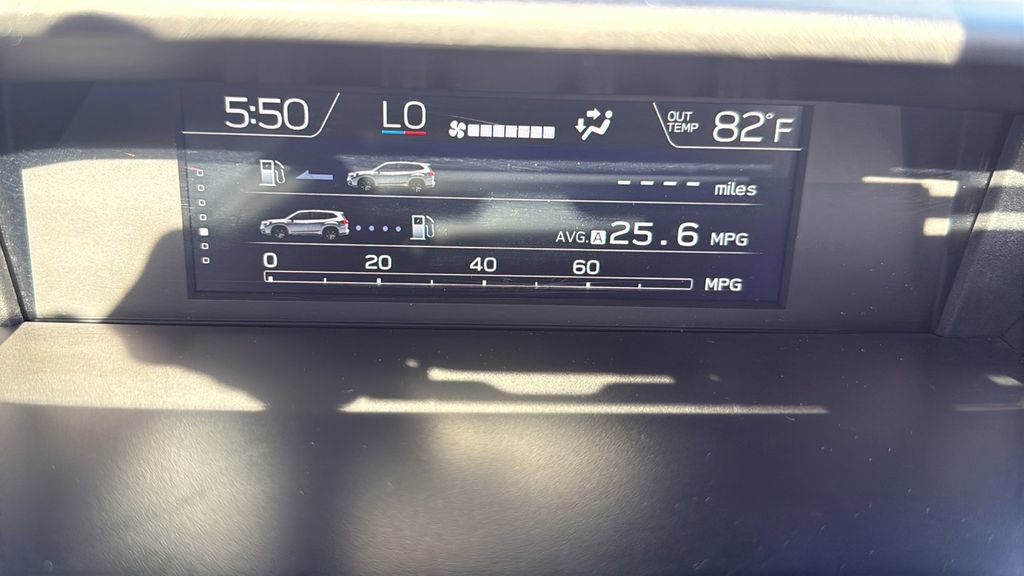 5:50 LO OUT TEMP 82°F
---- miles
AVG. A 25.6 MPG
0 20 40 60
MPG